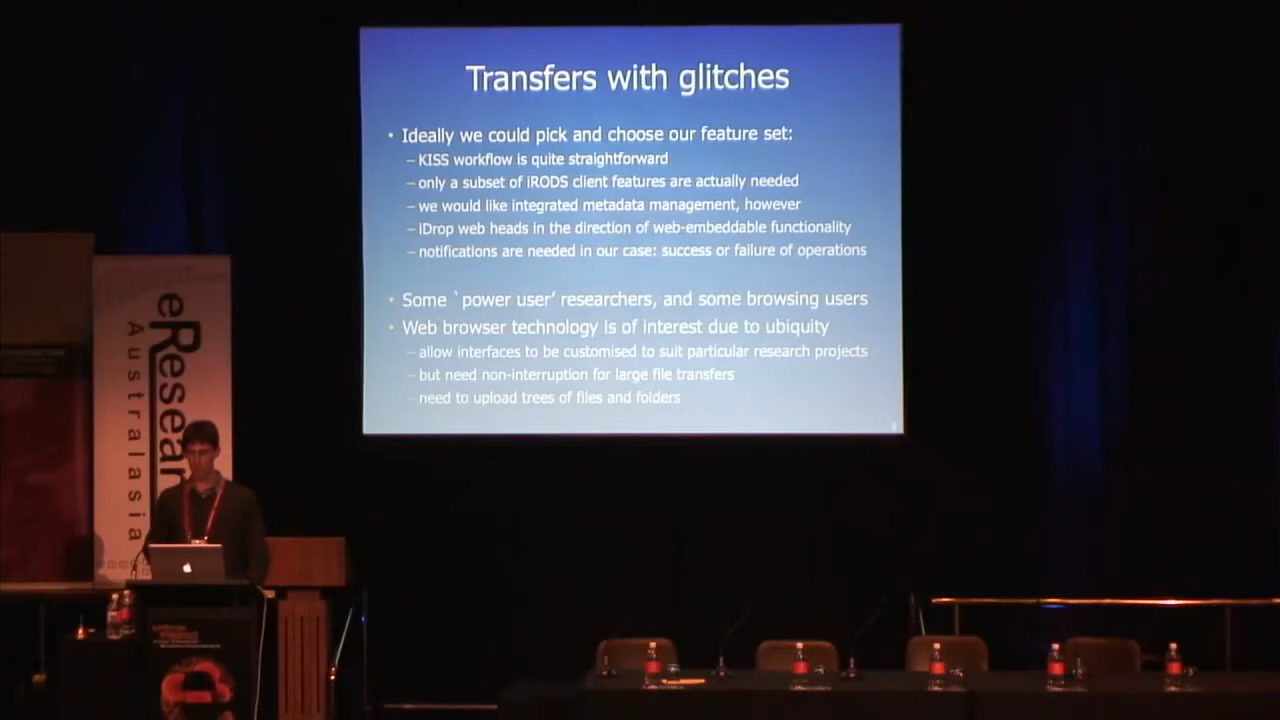 Transfers with glitches
• Ideally we could pick and choose our feature set:
– KISS workflow is quite straightforward
– only a subset of iRODS client features are actually needed
– we would like integrated metadata management, however
– iDrop web heads in the direction of web-embeddable functionality
– notifications are needed in our case: success or failure of operations
• Some `power user’ researchers, and some browsing users
• Web browser technology is of interest due to ubiquity
– allow interfaces to be customised to suit particular research projects
– but need non-interruption for large file transfers
– need to upload trees of files and folders
eResear
Australasia